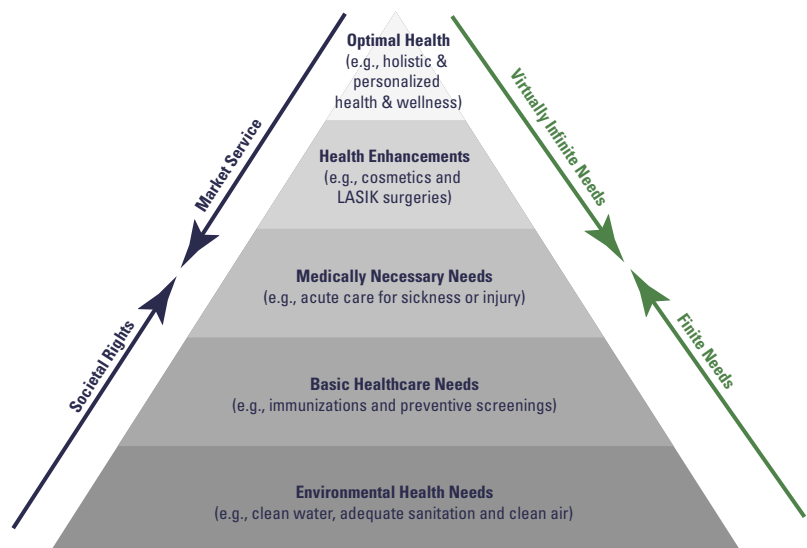 Optimal Health
(e.g., holistic &
personalized
health & wellness)
Market Service
Virtually Infinite Needs
Health Enhancements
(e.g., cosmetics and
LASIK surgeries)
Medically Necessary Needs
(e.g., acute care for sickness or injury)
Societal Rights
Finite Needs
Basic Healthcare Needs
(e.g., immunizations and preventive screenings)
Environmental Health Needs
(e.g., clean water, adequate sanitation and clean air)